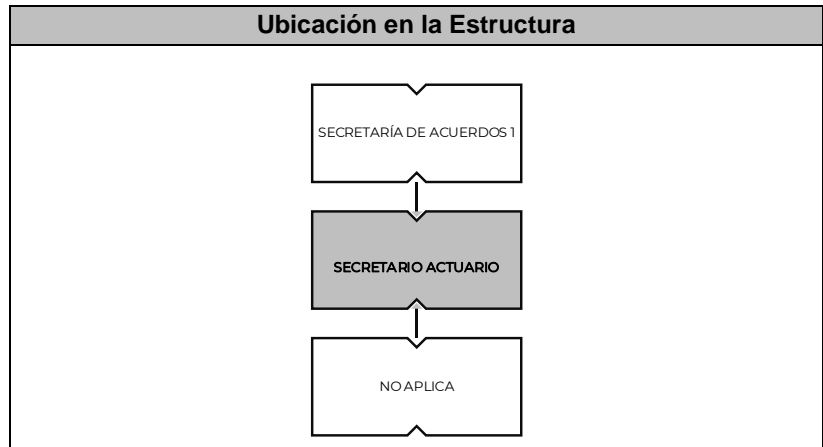 Ubicación en la Estructura
SECRETARÍA DE ACUERDOS 1
SECRETARIO ACTUARIO
NO APLICA